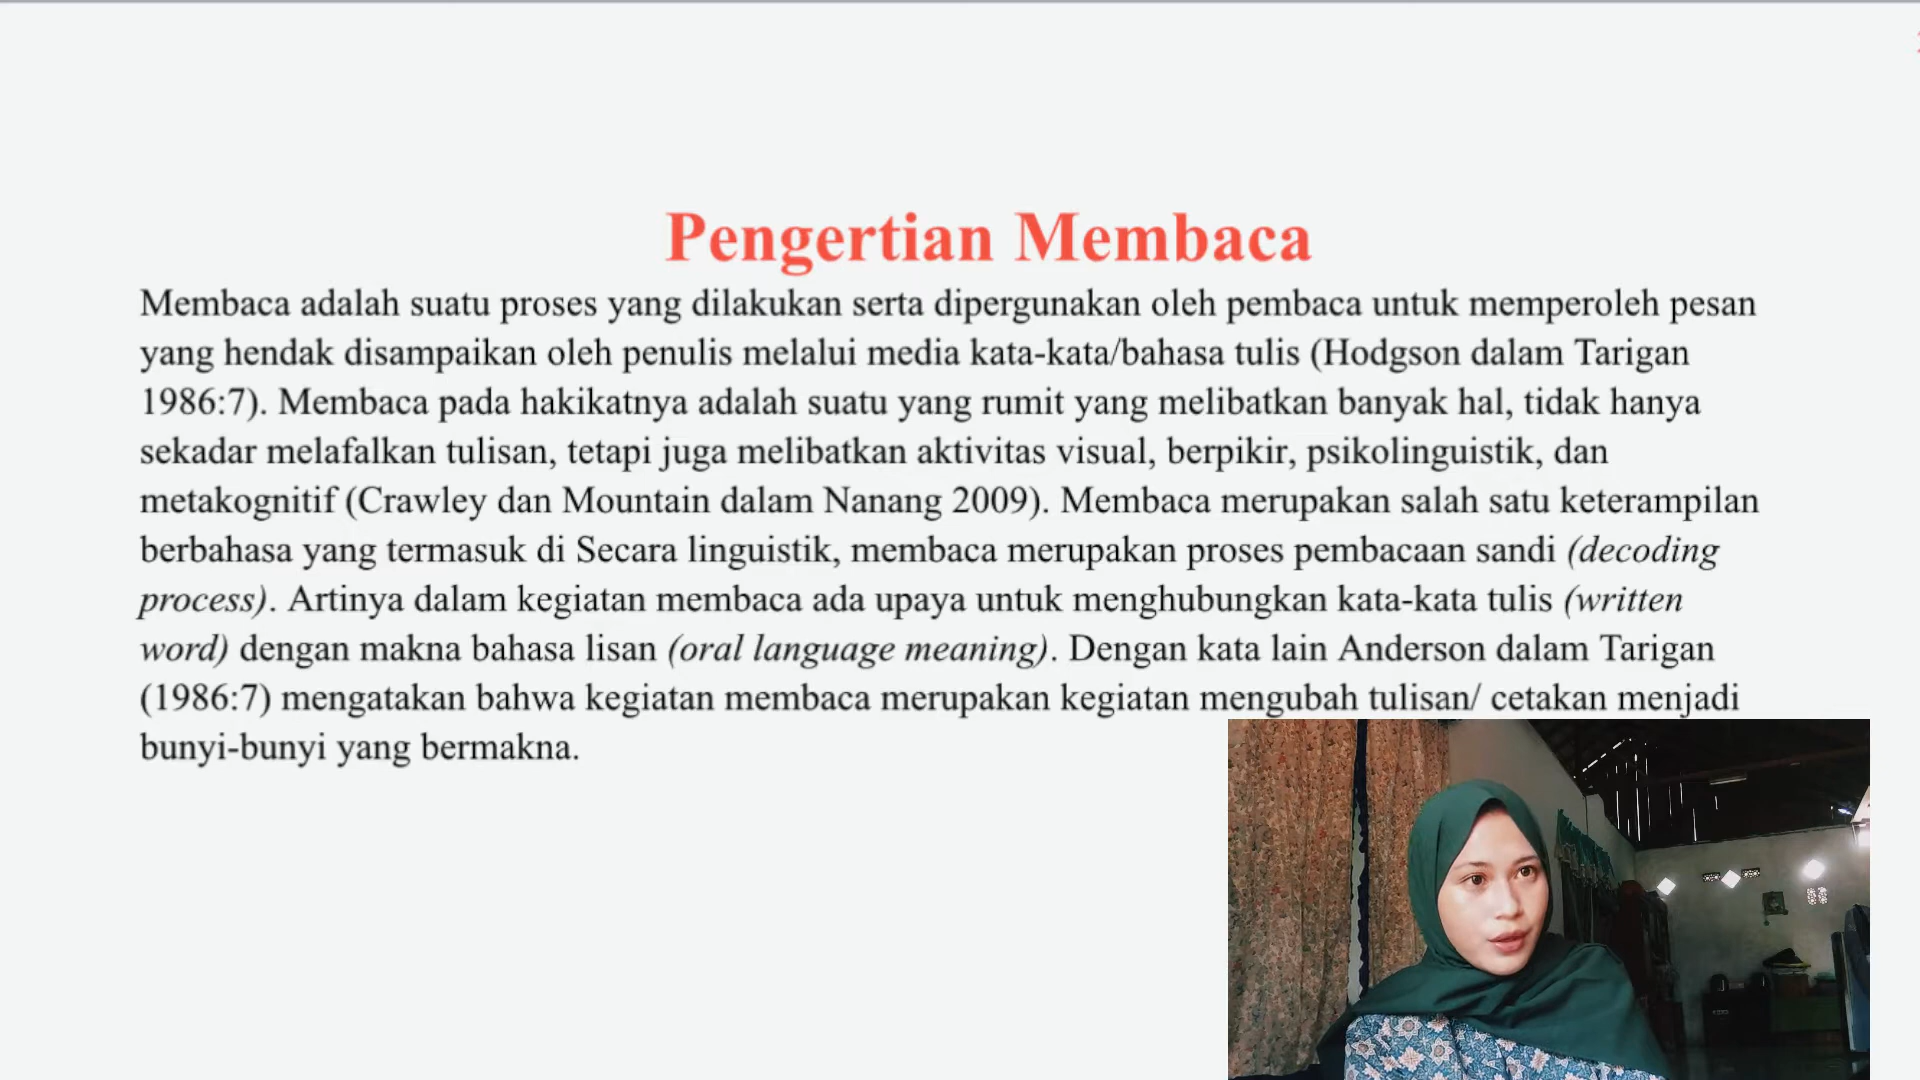 Pengertian Membaca
Membaca adalah suatu proses yang dilakukan serta dipergunakan oleh pembaca untuk memperoleh pesan
yang hendak disampaikan oleh penulis melalui media kata-kata/bahasa tulis (Hodgson dalam Tarigan
1986:7). Membaca pada hakikatnya adalah suatu yang rumit yang melibatkan banyak hal, tidak hanya
sekadar melafalkan tulisan, tetapi juga melibatkan aktivitas visual, berpikir, psikolinguistik, dan
metakognitif (Crawley dan Mountain dalam Nanang 2009). Membaca merupakan salah satu keterampilan
berbahasa yang termasuk di Secara linguistik, membaca merupakan proses pembacaan sandi (decoding
process). Artinya dalam kegiatan membaca ada upaya untuk menghubungkan kata-kata tulis (written
word) dengan makna bahasa lisan (oral language meaning). Dengan kata lain Anderson dalam Tarigan
(1986:7) mengatakan bahwa kegiatan membaca merupakan kegiatan mengubah tulisan/ cetakan menjadi
bunyi-bunyi yang bermakna.